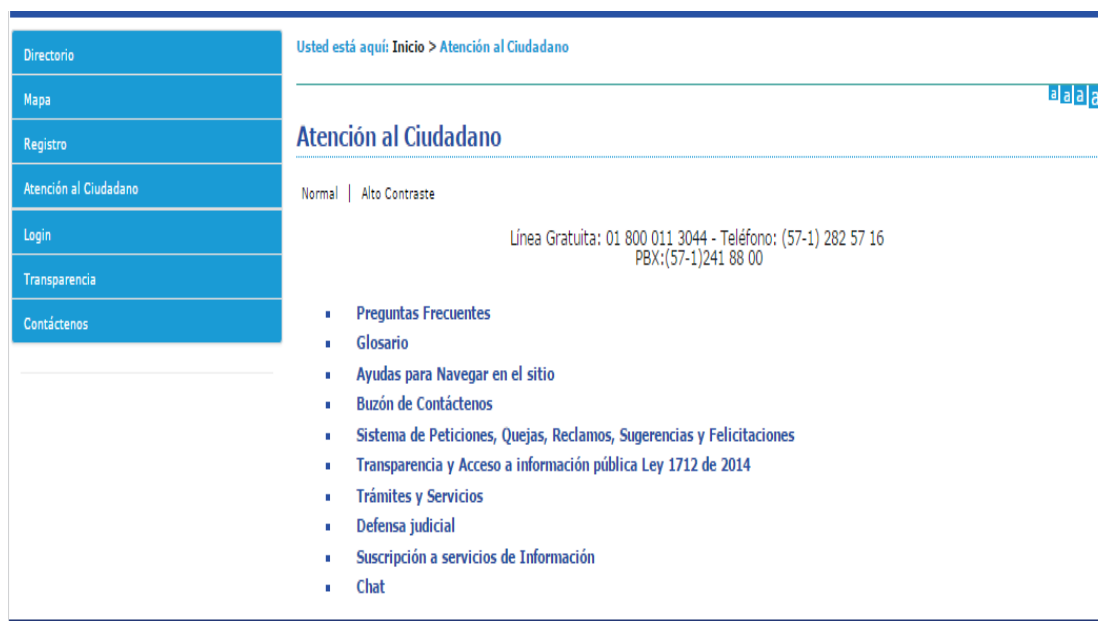 Directorio
Mapa
Registro
Atención al Ciudadano
Login
Transparencia
Contáctenos
Usted está aquí: Inicio > Atención al Ciudadano
a a a a
Atención al Ciudadano
Normal | Alto Contraste
Línea Gratuita: 01 800 011 3044 - Teléfono: (57-1) 282 57 16
PBX:(57-1)241 88 00
Preguntas Frecuentes
Glosario
Ayudas para Navegar en el sitio
Buzón de Contáctenos
Sistema de Peticiones, Quejas, Reclamos, Sugerencias y Felicitaciones
Transparencia y Acceso a información pública Ley 1712 de 2014
Trámites y Servicios
Defensa judicial
Suscripción a servicios de Información
Chat